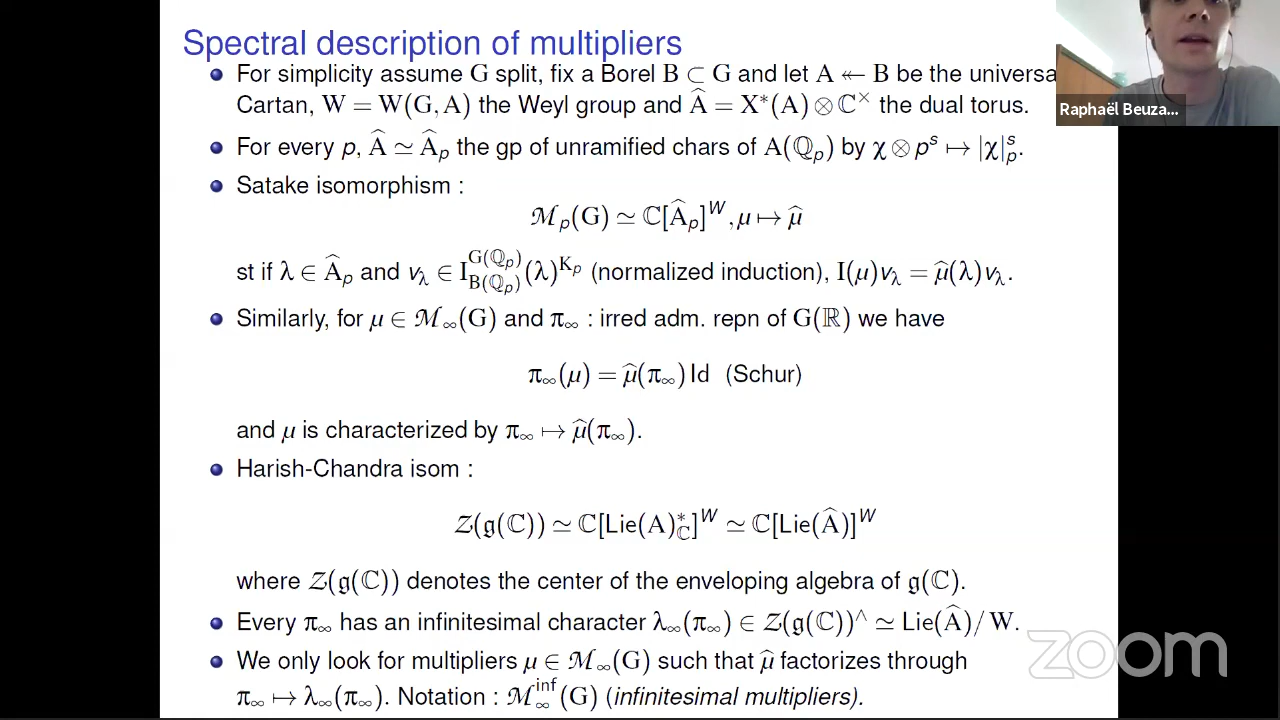 Spectral description of multipliers
For simplicity assume G split, fix a Borel B ⊂ G and let A ↞ B be the universa
Cartan, W = W(G, A) the Weyl group and Â = X*(A) ⊗ ℂ^× the dual torus.
For every p, Â ≃ Â_p the gp of unramified chars of A(ℚ_p) by χ ⊗ p^s ↦ |χ|_p^s.
Satake isomorphism :
ℳ_p(G) ≃ ℂ[Â_p]^W, μ ↦ μ̂
st if λ ∈ Â_p and v_λ ∈ I_{B(ℚ_p)}^{G(ℚ_p)}(λ)^{K_p} (normalized induction), I(μ)v_λ = μ̂(λ)v_λ.
Similarly, for μ ∈ ℳ_∞(G) and π_∞ : irred adm. repn of G(ℝ) we have
π_∞(μ) = μ̂(π_∞) Id (Schur)
and μ is characterized by π_∞ ↦ μ̂(π_∞).
Harish-Chandra isom :
𝒵(𝔤(ℂ)) ≃ ℂ[Lie(A)_ℂ^*]^W ≃ ℂ[Lie(Â)]^W
where 𝒵(𝔤(ℂ)) denotes the center of the enveloping algebra of 𝔤(ℂ).
Every π_∞ has an infinitesimal character λ_∞(π_∞) ∈ 𝒵(𝔤(ℂ))^∧ ≃ Lie(Â)/W.
We only look for multipliers μ ∈ ℳ_∞(G) such that μ̂ factorizes through
π_∞ ↦ λ_∞(π_∞). Notation : ℳ_∞^inf(G) (infinitesimal multipliers).
Raphaël Beuza...
zoom